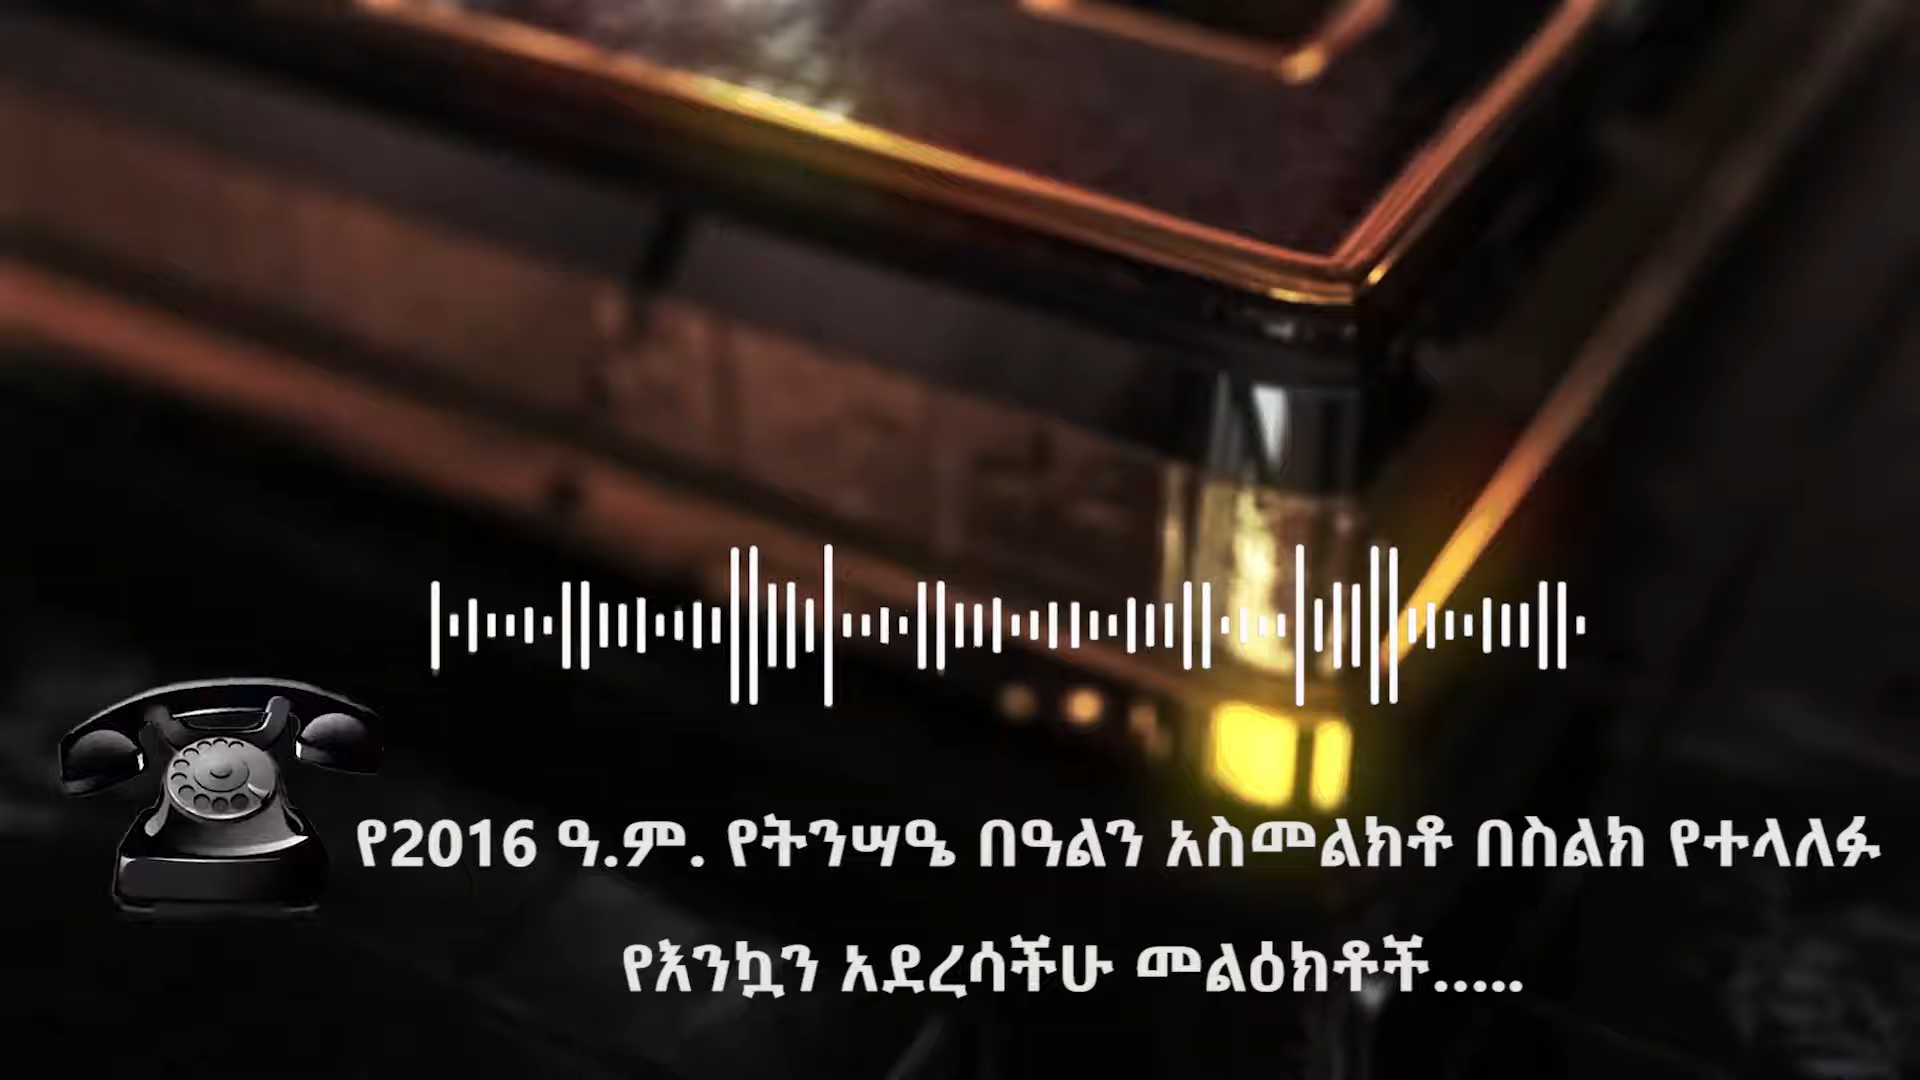 የ2016 ዓ.ም. የትንሣዔ በዓልን አስመልክቶ በስልክ የተላለፉ
የእንኳን አደረሳችሁ መልዕክቶች.....